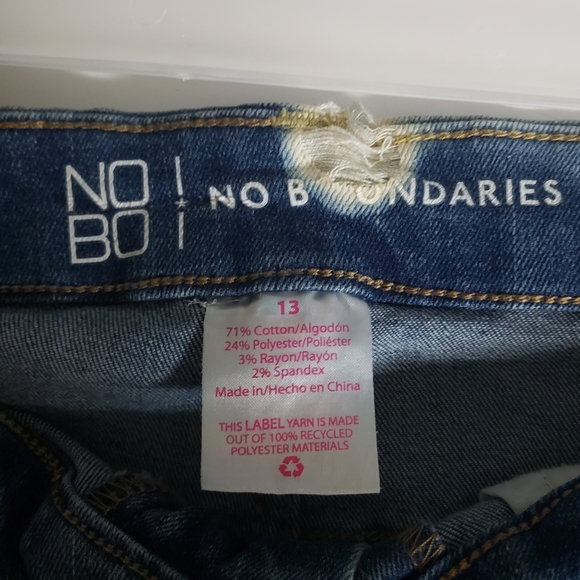 NO
BO
NO B UNDARIES
13
71% Cotton/Algodón
24% Polyester/Poliéster
3% Rayon/Rayón
2% Spandex
Made in/Hecho en China
THIS LABEL YARN IS MADE
OUT OF 100% RECYCLED
POLYESTER MATERIALS